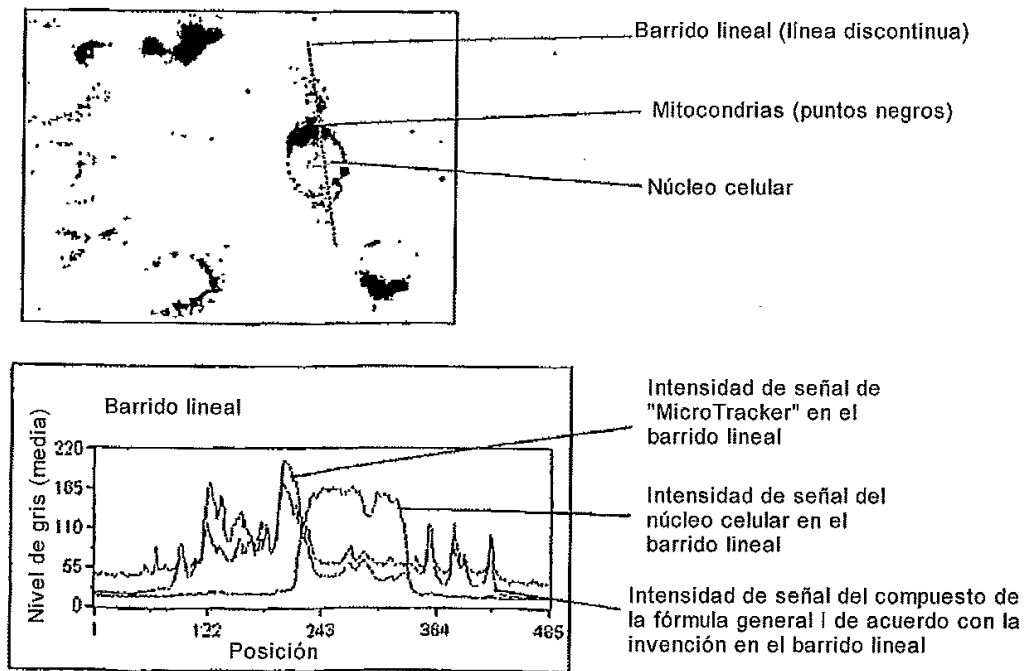 Barrido lineal (línea discontinua)
Mitocondrias (puntos negros)
Núcleo celular
Barrido lineal
Nivel de gris (media)
220
185
110
55
0
1
122
243
364
485
Posición
Intensidad de señal de
"MicroTracker" en el
barrido lineal
Intensidad de señal del
núcleo celular en el
barrido lineal
Intensidad de señal del compuesto de
la fórmula general I de acuerdo con la
invención en el barrido lineal